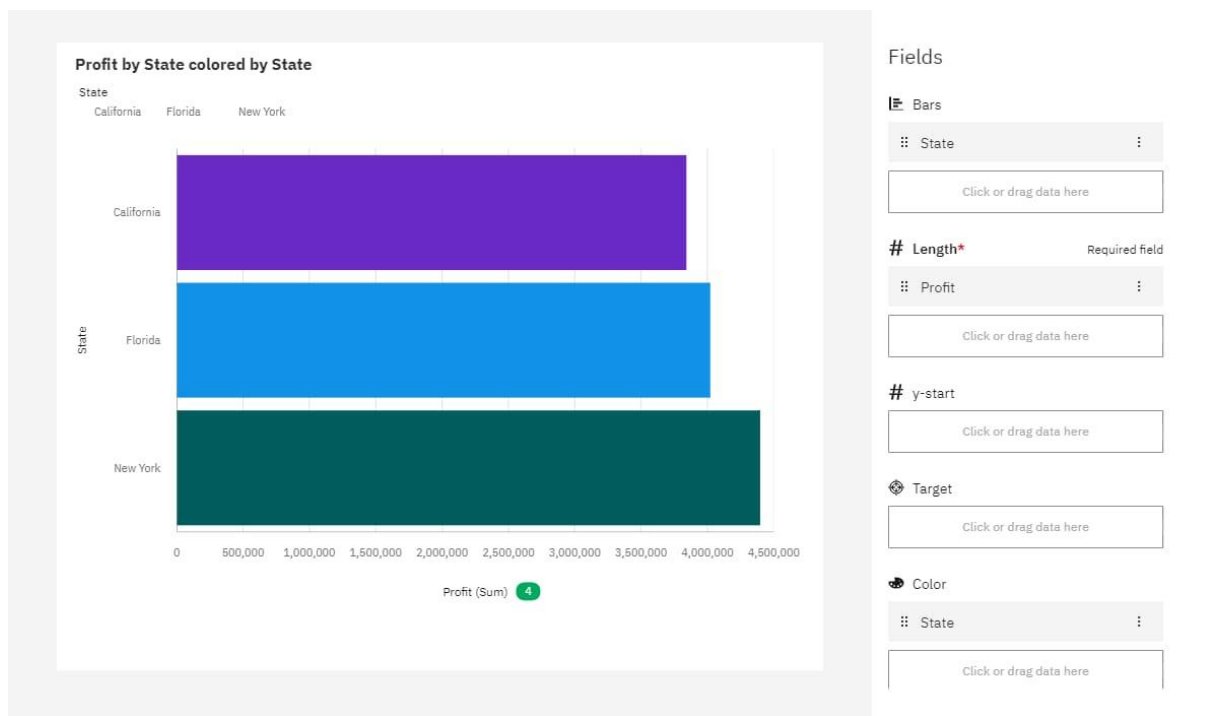 Profit by State colored by State
State
California Florida New York
California
Florida
New York
State
0 500,000 1,000,000 1,500,000 2,000,000 2,500,000 3,000,000 3,500,000 4,000,000 4,500,000
Profit (Sum) 4
Fields
Bars
State
Click or drag data here
# Length* Required field
Profit
Click or drag data here
# y-start
Click or drag data here
Target
Click or drag data here
Color
State
Click or drag data here